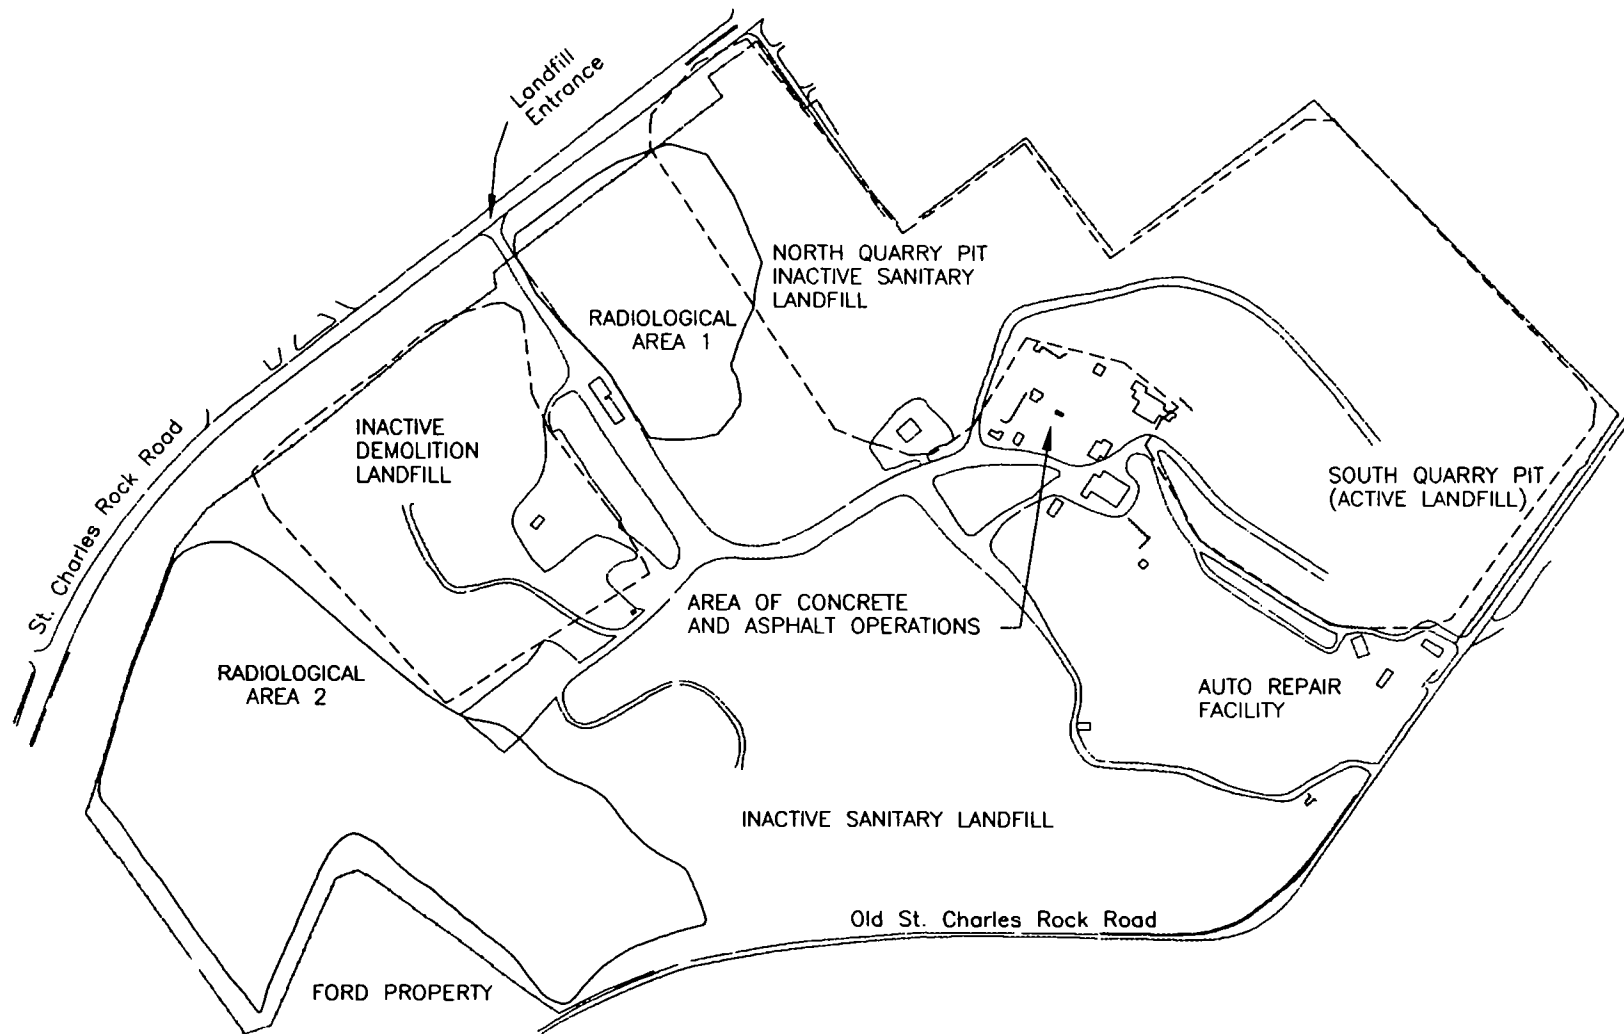 Landfill
Entrance
NORTH QUARRY PIT
INACTIVE SANITARY
LANDFILL
RADIOLOGICAL
AREA 1
INACTIVE
DEMOLITION
LANDFILL
St. Charles Rock Road
SOUTH QUARRY PIT
(ACTIVE LANDFILL)
AREA OF CONCRETE
AND ASPHALT OPERATIONS
RADIOLOGICAL
AREA 2
AUTO REPAIR
FACILITY
INACTIVE SANITARY LANDFILL
Old St. Charles Rock Road
FORD PROPERTY